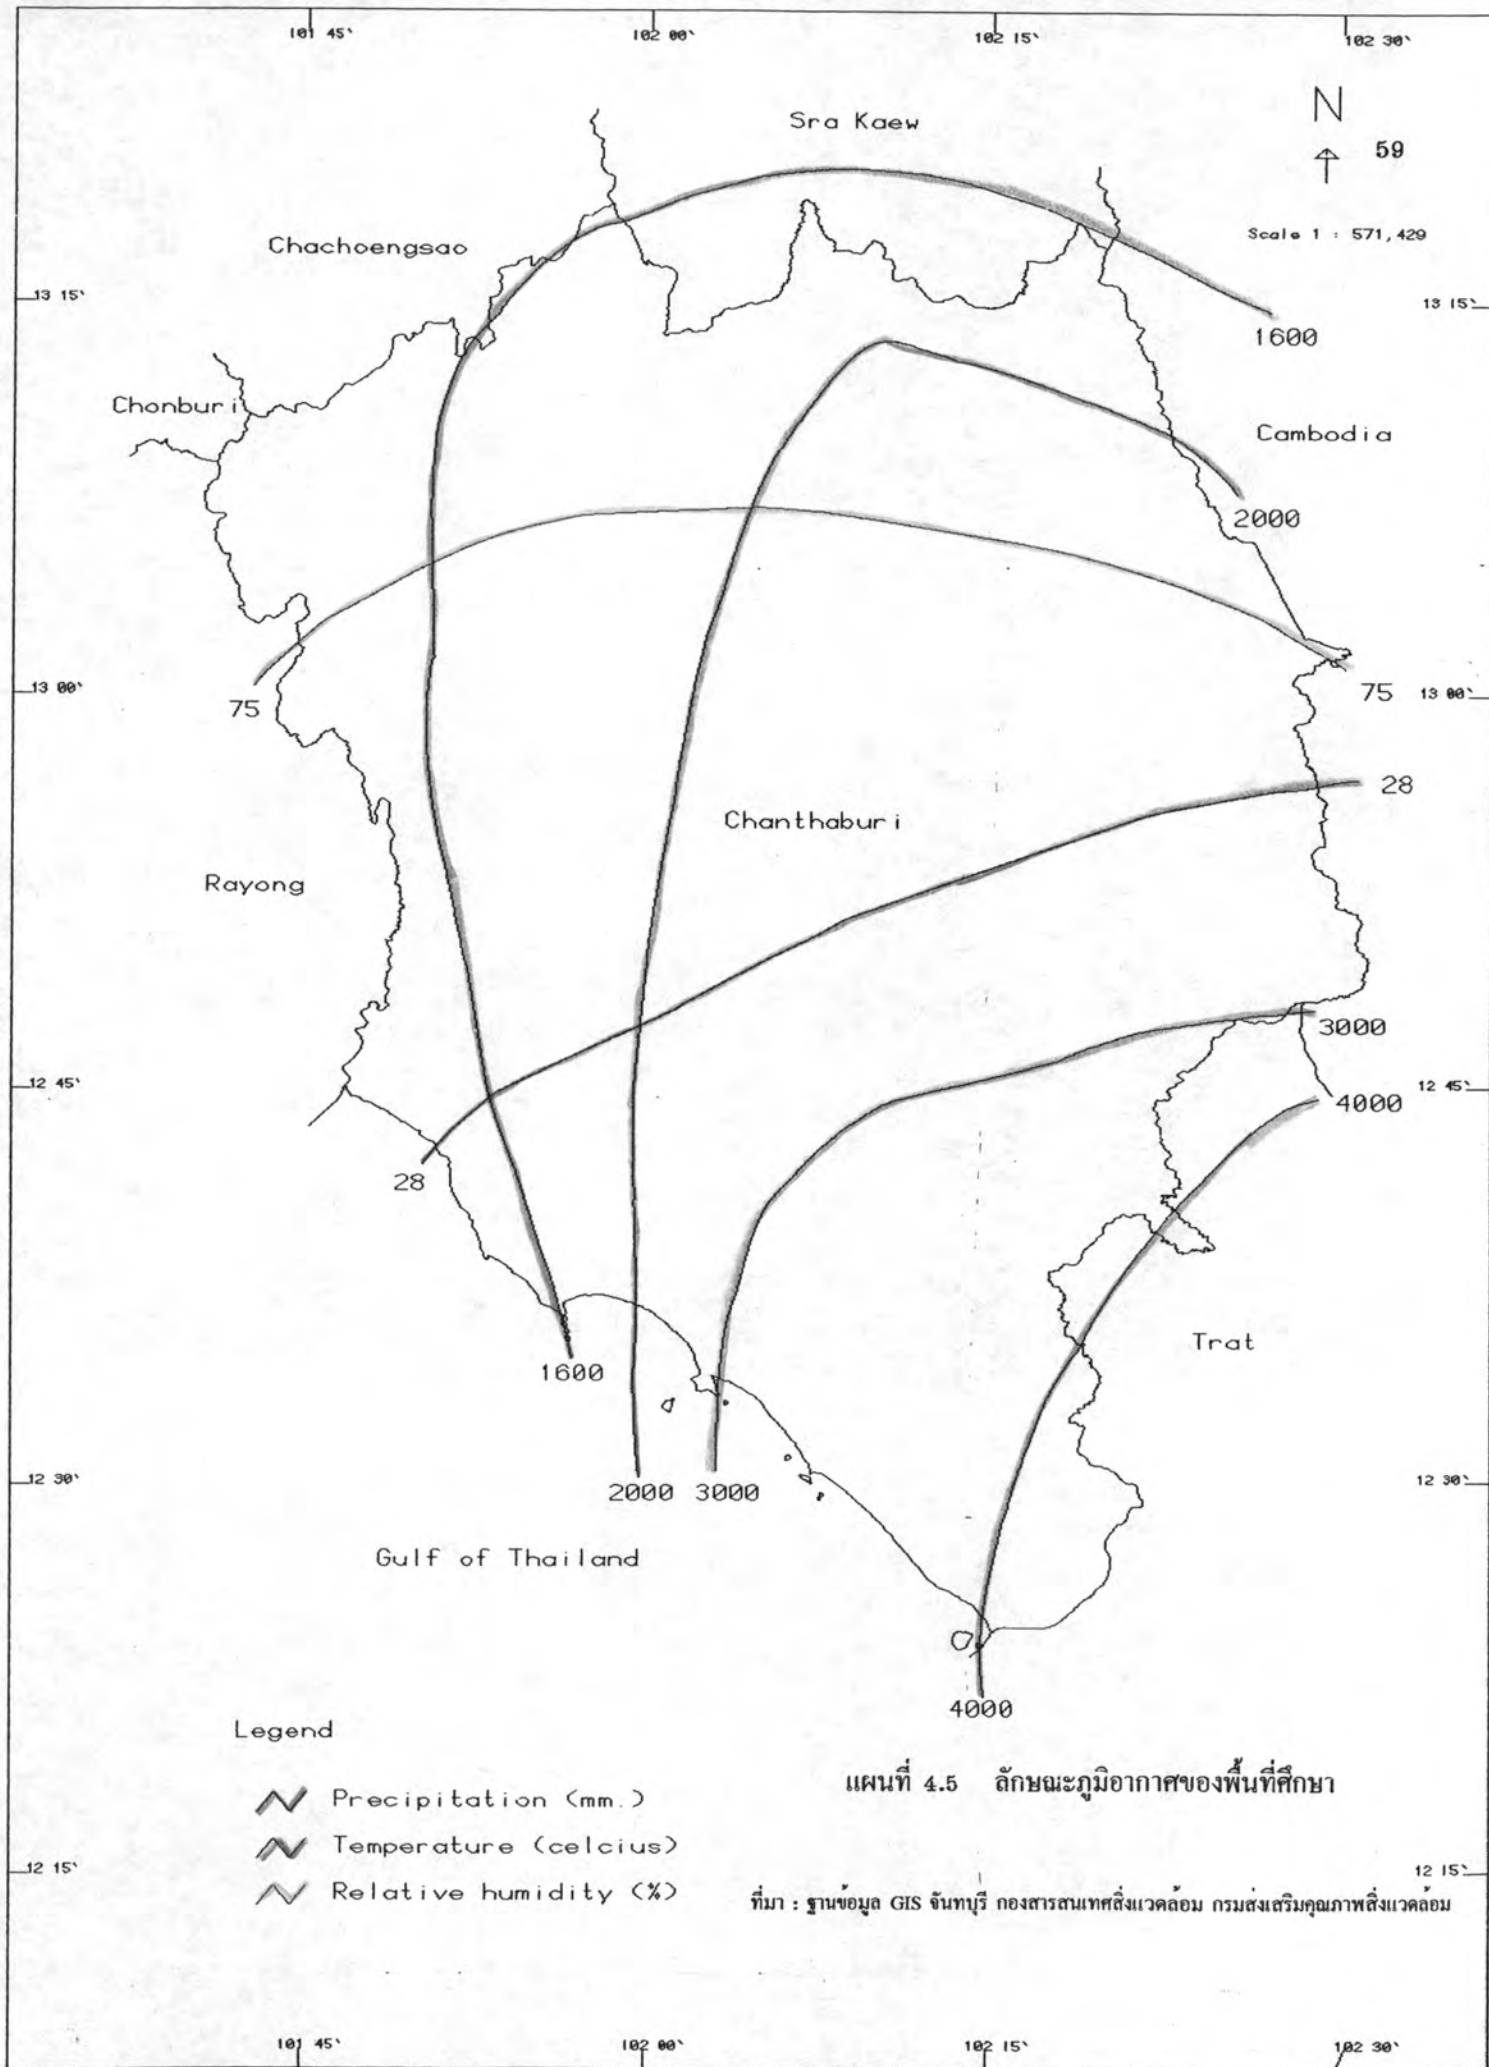 101 45` 102 00` 102 15` 102 30`
N
Sra Kaew
59
Chachoengsao
Scale 1 : 571,429
13 15` 13 15`
1600
Chonburi
Cambodia
2000
13 00` 75 75 13 00`
28
Chanthaburi
Rayong
3000
12 45` 12 45`
4000
28
Trat
1600
12 30` 12 30`
2000 3000
Gulf of Thailand
4000
Legend
แผนที่ 4.5 ลักษณะภูมิอากาศของพื้นที่ศึกษา
Precipitation (mm.)
Temperature (celcius)
12 15` 12 15`
Relative humidity (%)
ที่มา : ฐานข้อมูล GIS จันทบุรี กองสารสนเทศสิ่งแวดล้อม กรมส่งเสริมคุณภาพสิ่งแวดล้อม
101 45` 102 00` 102 15` 102 30`